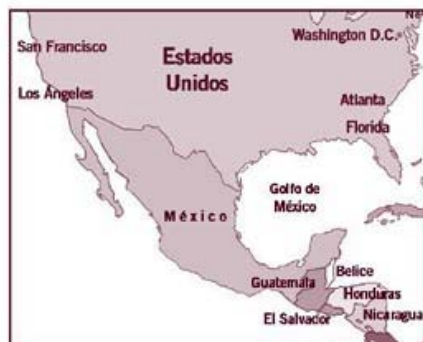 Ne
Washington D.C.
San Francisco
Estados
Unidos
Los Ángeles
Atlanta
Florida
Golfo de
México
México
Belice
Guatemala
Honduras
El Salvador
Nicaragua